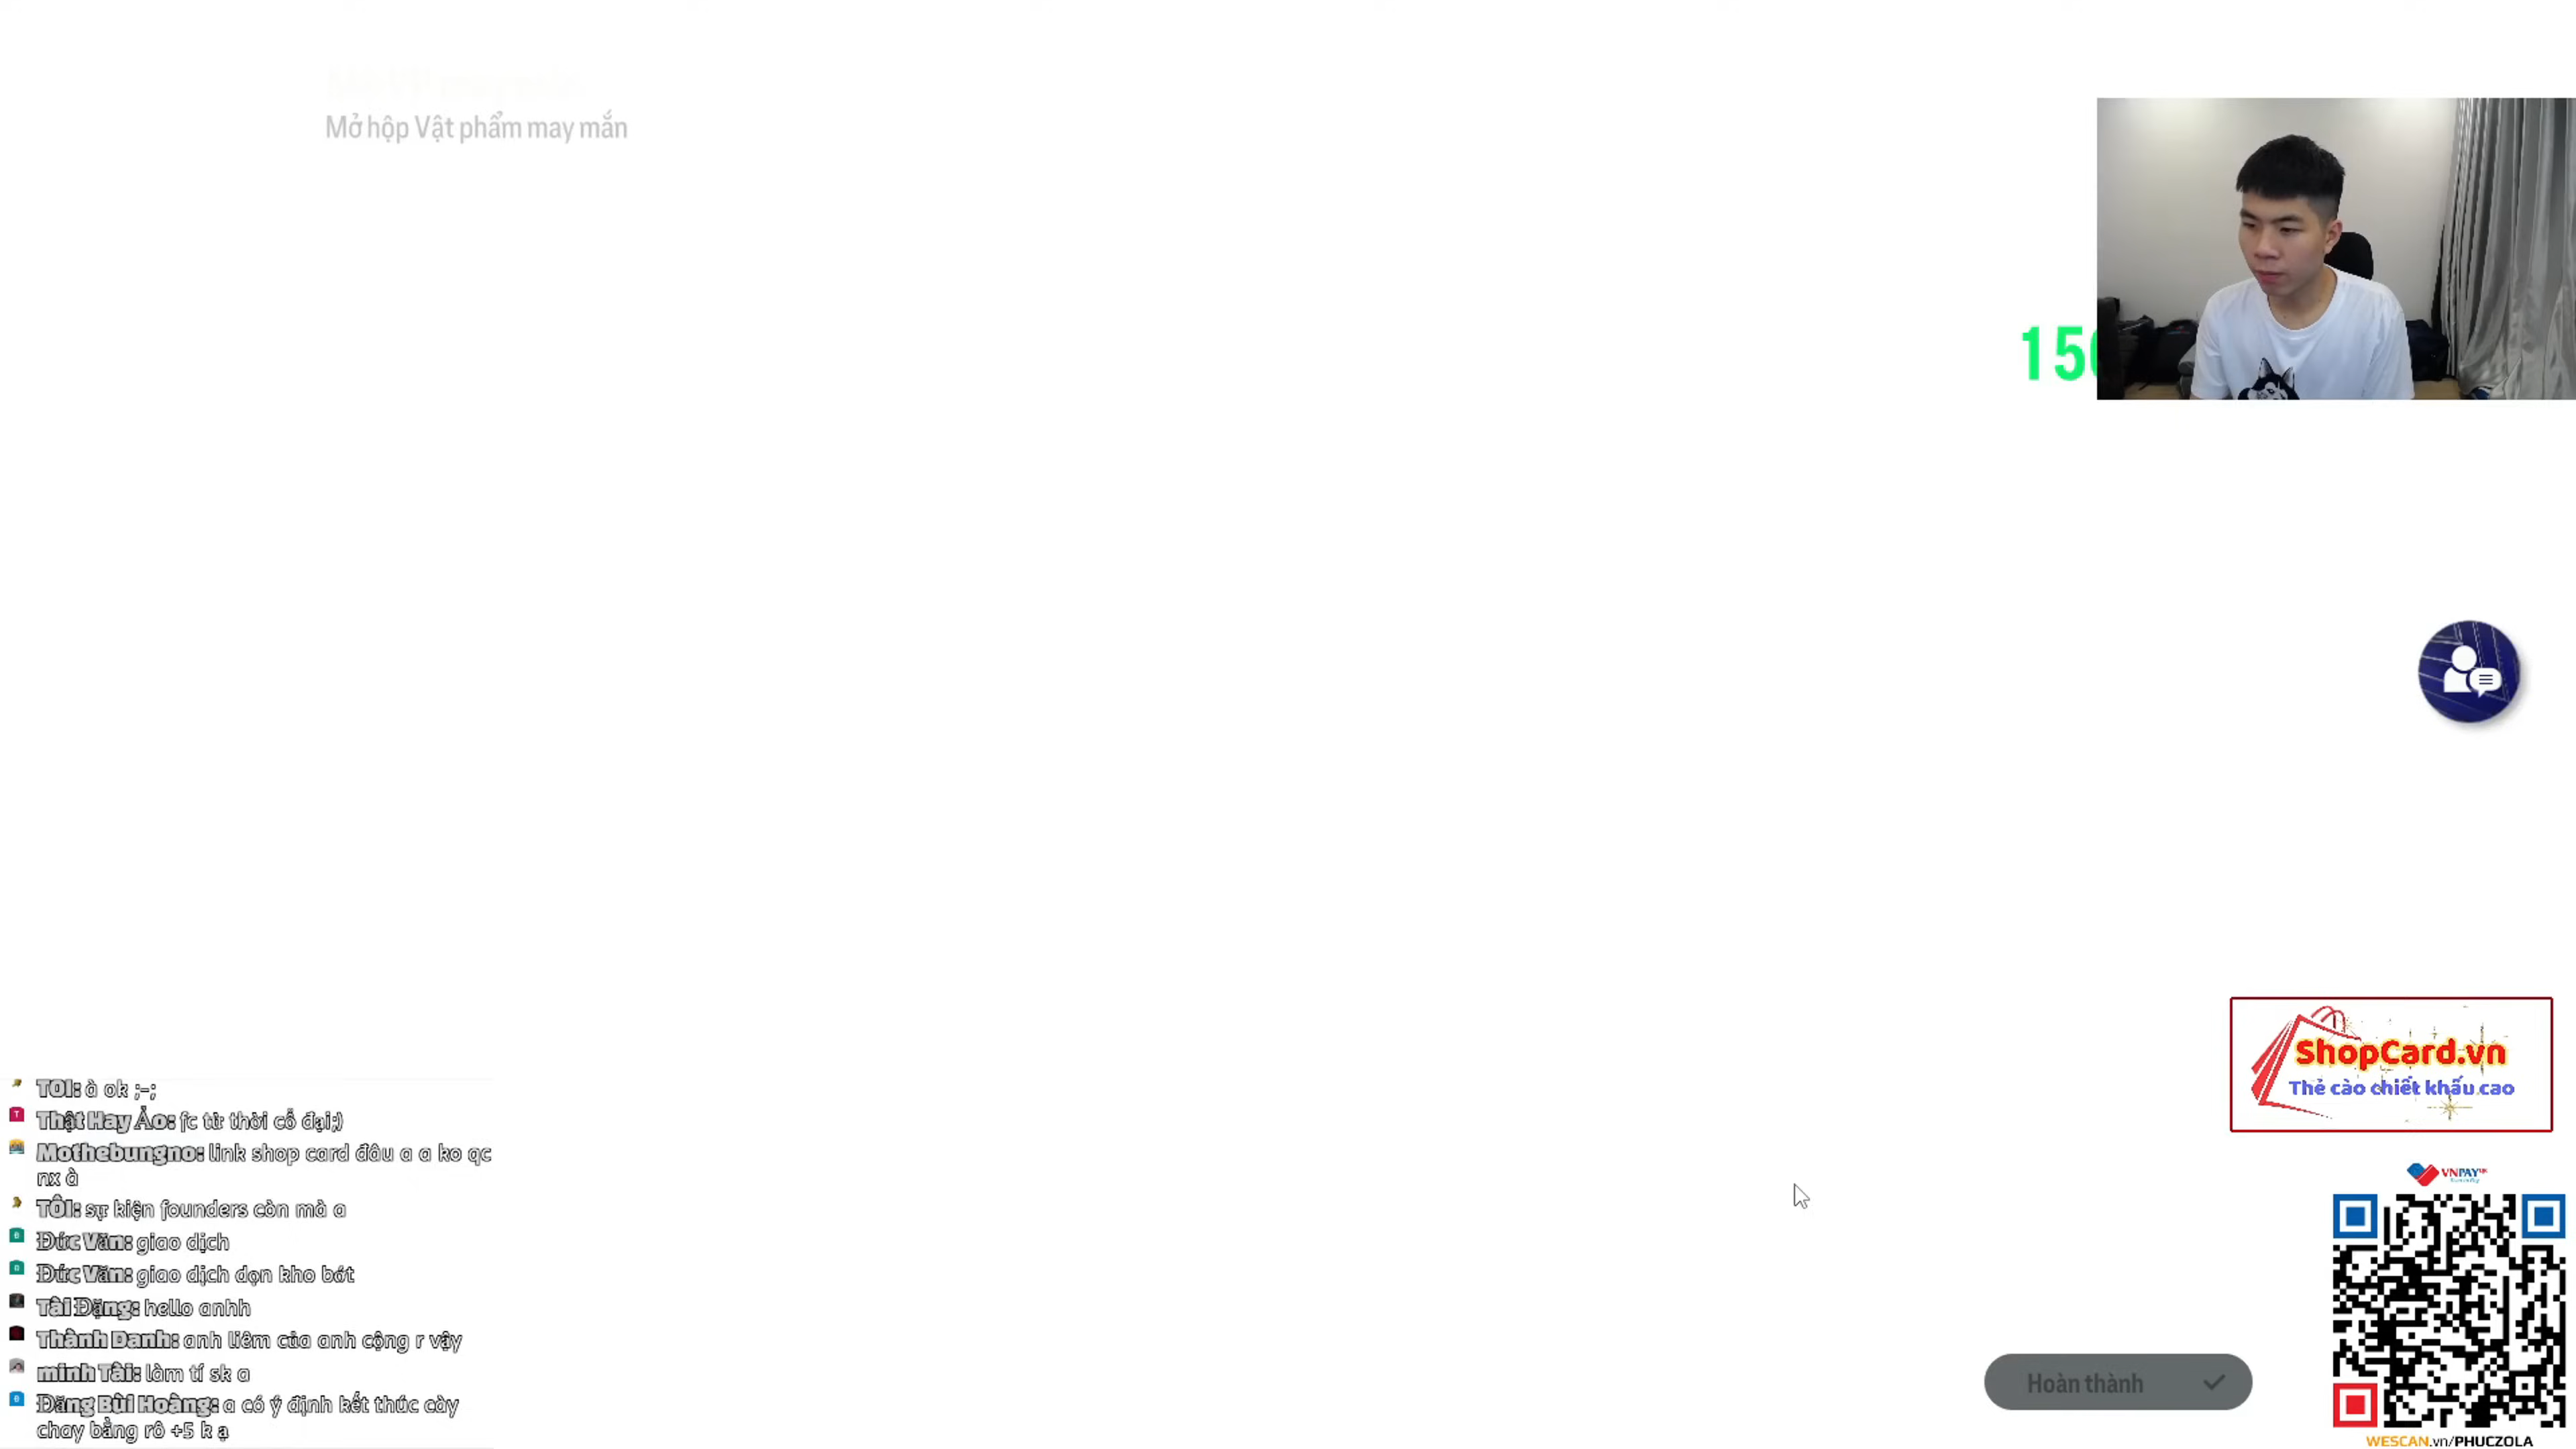 Mở hộp Vật phẩm may mắn
TÔI: à ok ;-;
Thật Hay Ảo: fc từ thời cổ đại;)
Mothebungno: link shop card đâu a a ko qc
nx à
TÔI: sự kiện founders còn mà a
Đức Văn: giao dịch
Đức Văn: giao dịch dọn kho bớt
Tài Đặng: hello anhh
Thành Danh: anh liêm của anh cộng r vậy
minh Tài: làm tí sk a
Đăng Bùi Hoàng: a có ý định kết thúc cày
chay bằng rô +5 k ạ
ShopCard.vn
Thẻ cào chiết khấu cao
VNPAY
Hoàn thành
WESCAN.vn/PHUCZOLA